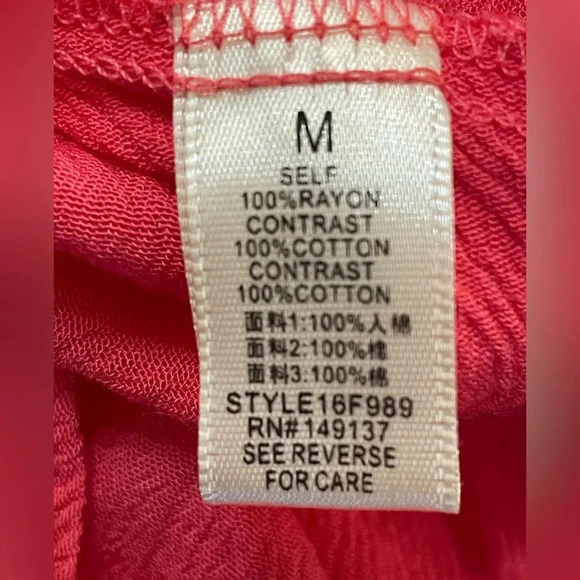 M
SELF
100%RAYON
CONTRAST
100%COTTON
CONTRAST
100%COTTON
面料1:100%人棉
面料2:100%棉
面料3:100%棉
STYLE16F989
RN#149137
SEE REVERSE
FOR CARE